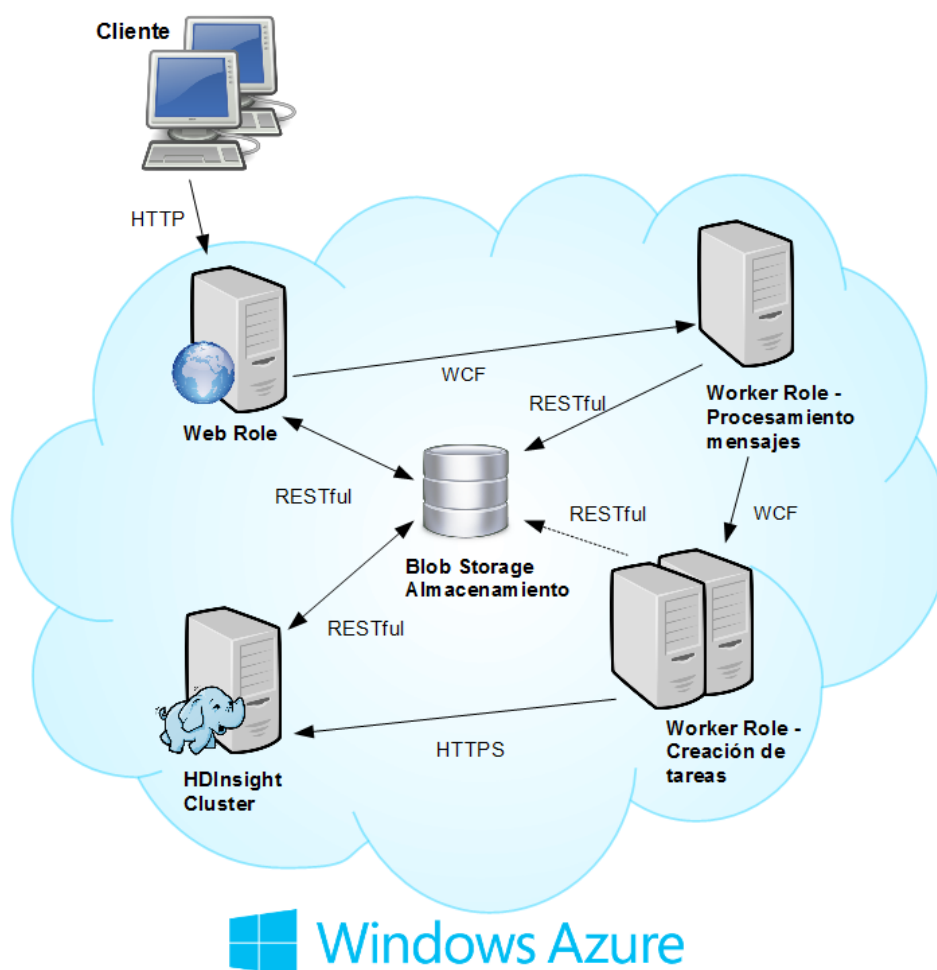 Cliente
HTTP
WCF
RESTful
Worker Role -
Procesamiento
mensajes
Web Role
RESTful
RESTful
WCF
Blob Storage
Almacenamiento
RESTful
Worker Role -
Creación de
tareas
HTTPS
HDInsight
Cluster
Windows Azure